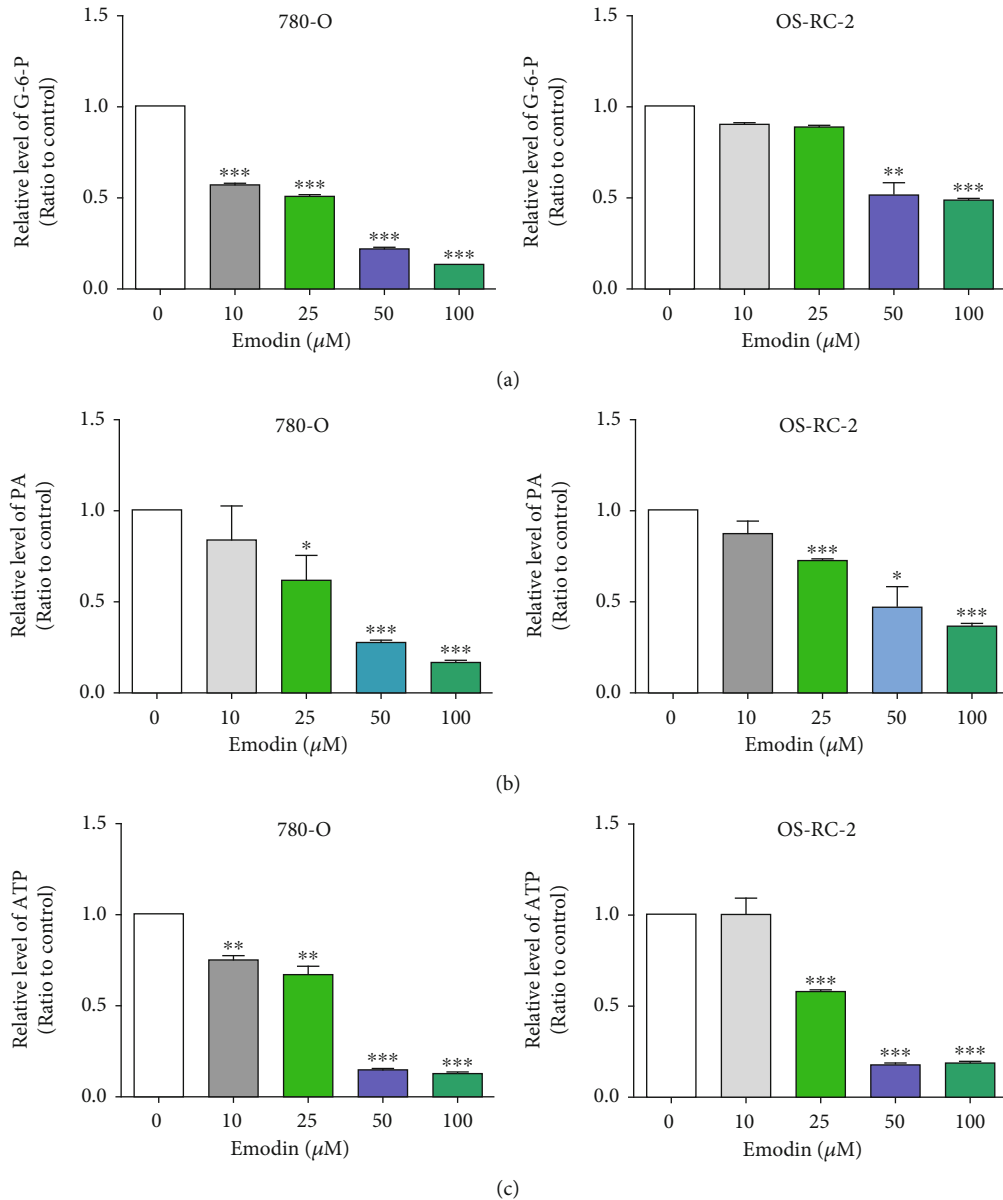 780-O
1.5
1.0
0.5
0.0
Relative level of G-6-P
(Ratio to control)
***
***
***
***
0 10 25 50 100
Emodin (μM)
OS-RC-2
1.5
1.0
0.5
0.0
Relative level of G-6-P
(Ratio to control)
**
***
0 10 25 50 100
Emodin (μM)
(a)
780-O
1.5
1.0
0.5
0.0
Relative level of PA
(Ratio to control)
*
***
***
0 10 25 50 100
Emodin (μM)
OS-RC-2
1.5
1.0
0.5
0.0
Relative level of PA
(Ratio to control)
***
*
***
0 10 25 50 100
Emodin (μM)
(b)
780-O
1.5
1.0
0.5
0.0
Relative level of ATP
(Ratio to control)
**
**
***
***
0 10 25 50 100
Emodin (μM)
OS-RC-2
1.5
1.0
0.5
0.0
Relative level of ATP
(Ratio to control)
***
***
***
0 10 25 50 100
Emodin (μM)
(c)